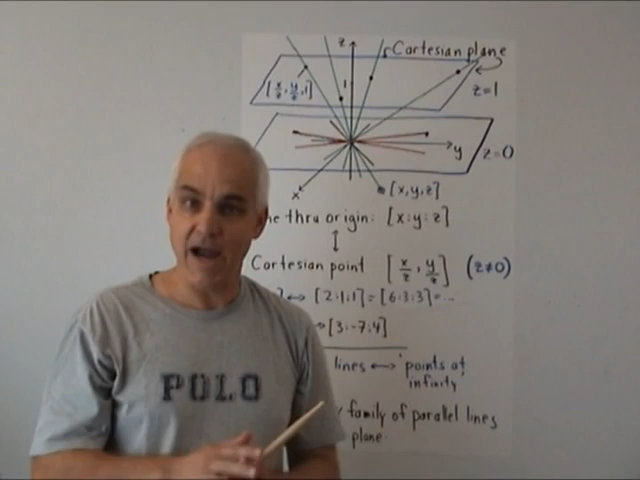 z
Cartesian plane
1
[x/z, y/z, 1]
z=1
y
z=0
x
[x,y,z]
thru origin: [x:y:z]
↕
Cartesian point [x/z, y/z] (z≠0)
] ↔ [2:1:1] = [6:3:3] = ...
[3:-7:4]
lines ↔ "points at
infinity"
family of parallel lines
plane.
POLO